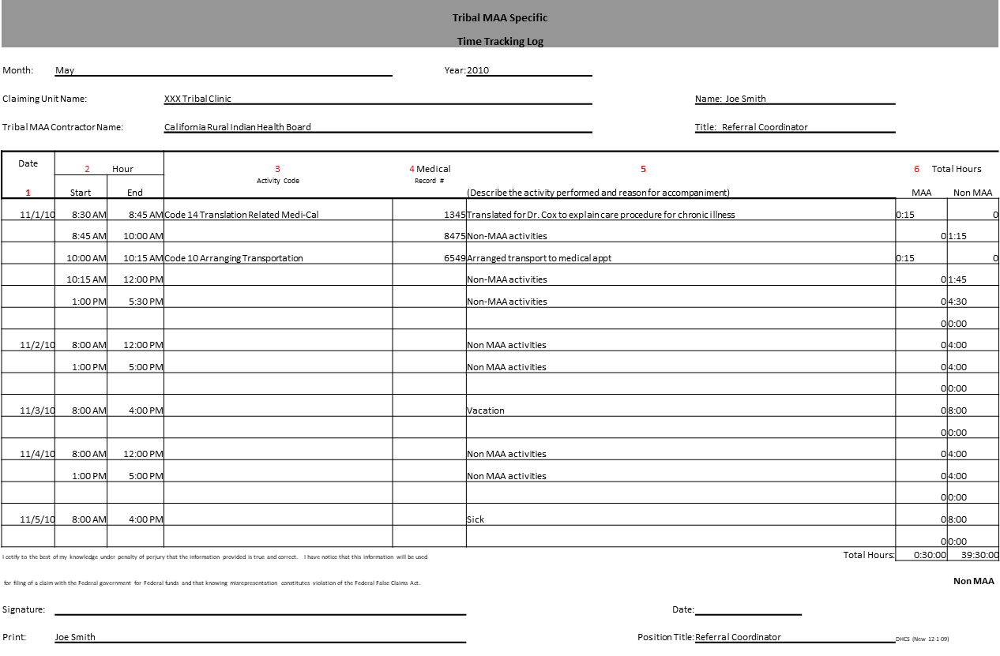 Tribal MAA Specific
Time Tracking Log
Month: May Year: 2010
Claiming Unit Name: XXX Tribal Clinic Name: Joe Smith
Tribal MAA Contractor Name: California Rural Indian Health Board Title: Referral Coordinator
Date 2 Hour 3 4 Medical 5 6 Total Hours
Activity Code Record #
1 Start End (Describe the activity performed and reason for accompaniment) MAA Non MAA
11/1/10 8:30 AM 8:45 AM Code 14 Translation Related Medi-Cal 1345 Translated for Dr. Cox to explain care procedure for chronic illness 0:15 0
8:45 AM 10:00 AM 8475 Non-MAA activities 0 1:15
10:00 AM 10:15 AM Code 10 Arranging Transportation 6549 Arranged transport to medical appt 0:15 0
10:15 AM 12:00 PM Non-MAA activities 0 1:45
1:00 PM 5:30 PM Non-MAA activities 0 4:30
0 0:00
11/2/10 8:00 AM 12:00 PM Non MAA activities 0 4:00
1:00 PM 5:00 PM Non MAA activities 0 4:00
0 0:00
11/3/10 8:00 AM 4:00 PM Vacation 0 8:00
0 0:00
11/4/10 8:00 AM 12:00 PM Non MAA activities 0 4:00
1:00 PM 5:00 PM Non MAA activities 0 4:00
0 0:00
11/5/10 8:00 AM 4:00 PM Sick 0 8:00
0 0:00
I cetify to the best of my knowledge under penalty of perjury that the information provided is true and correct. I have notice that this information will be used Total Hours: 0:30:00 39:30:00
for filing of a claim with the Federal government for Federal funds and that knowing misrepresentation constitutes violation of the Federal False Claims Act. Non MAA
Signature: Date:
Print: Joe Smith Position Title: Referral Coordinator DHCS (New 12-1-09)